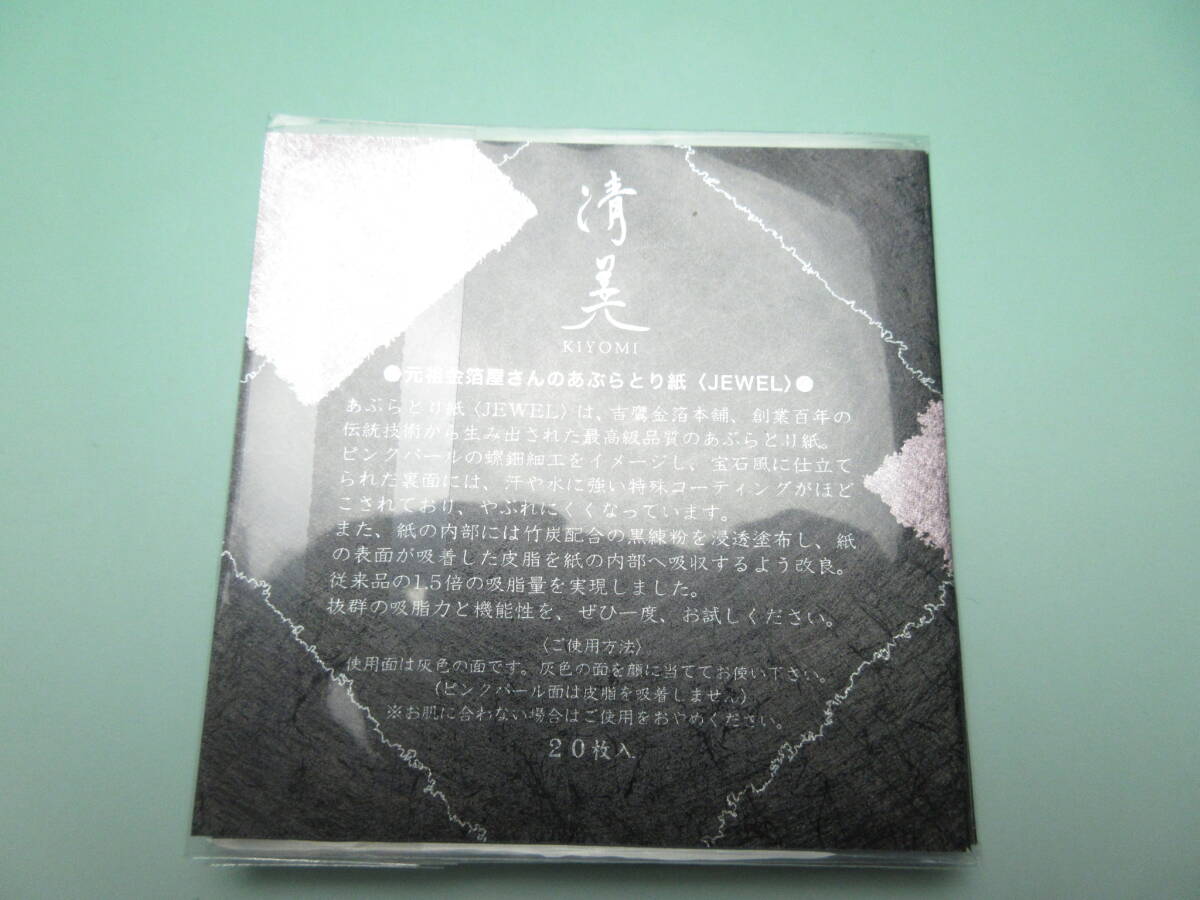 清美
KIYOMI
●元祖金箔屋さんのあぶらとり紙〈JEWEL〉●
あぶらとり紙〈JEWEL〉は、吉鷹金箔本舗、創業百年の
伝統技術から生み出された最高級品質のあぶらとり紙。
ピンクパールの螺鈿細工をイメージし、宝石風に仕立て
られた裏面には、汗や水に強い特殊コーティングがほど
こされており、やぶれにくくなっています。
また、紙の内部には竹炭配合の黒練粉を浸透塗布し、紙
の表面が吸着した皮脂を紙の内部へ吸収するよう改良。
従来品の1.5倍の吸脂量を実現しました。
抜群の吸脂力と機能性を、ぜひ一度、お試しください。
〈ご使用方法〉
使用面は灰色の面です。灰色の面を顔に当ててお使い下さい。
(ピンクパール面は皮脂を吸着しません)
※お肌に合わない場合はご使用をおやめください。
20枚入